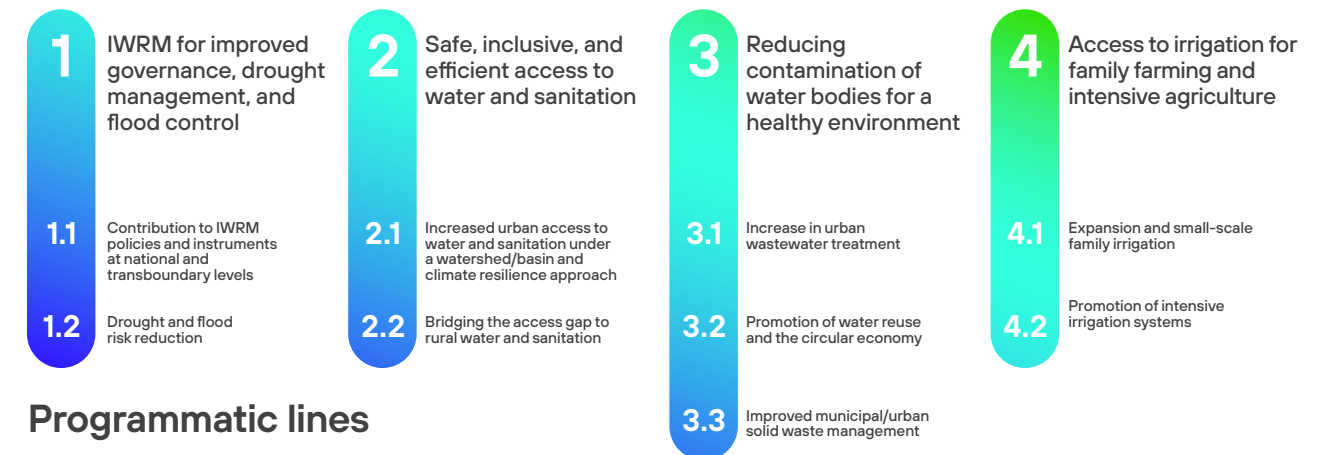 1
IWRM for improved
governance, drought
management, and
flood control
1.1
Contribution to IWRM
policies and instruments
at national and
transboundary levels
1.2
Drought and flood
risk reduction
2
Safe, inclusive, and
efficient access to
water and sanitation
2.1
Increased urban access to
water and sanitation under
a watershed/basin and
climate resilience approach
2.2
Bridging the access gap to
rural water and sanitation
3
Reducing
contamination of
water bodies for a
healthy environment
3.1
Increase in urban
wastewater treatment
3.2
Promotion of water reuse
and the circular economy
3.3
Improved municipal/urban
solid waste management
4
Access to irrigation for
family farming and
intensive agriculture
4.1
Expansion and small-scale
family irrigation
4.2
Promotion of intensive
irrigation systems
Programmatic lines